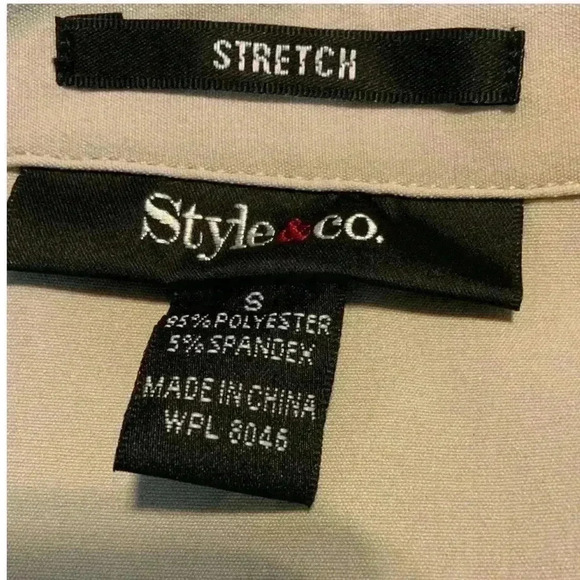 STRETCH
Style&co.
S
95% POLYESTER
5% SPANDEX
MADE IN CHINA
WPL 8046